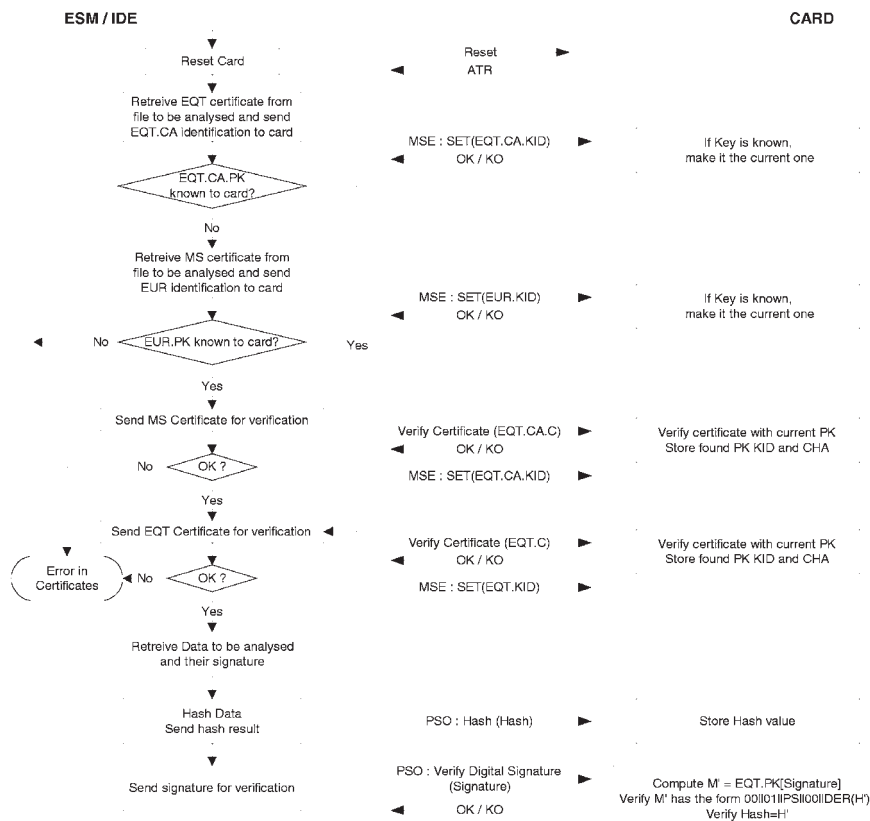 ESM / IDE
CARD
Reset Card
Reset
ATR
Retreive EQT certificate from
file to be analysed and send
EQT.CA identification to card
MSE : SET(EQT.CA.KID)
OK / KO
If Key is known,
make it the current one
EQT.CA.PK
known to card?
No
Retreive MS certificate from
file to be analysed and send
EUR identification to card
MSE : SET(EUR.KID)
OK / KO
If Key is known,
make it the current one
No
EUR.PK known to card?
Yes
Yes
Send MS Certificate for verification
Verify Certificate (EQT.CA.C)
OK / KO
Verify certificate with current PK
Store found PK KID and CHA
No
OK ?
MSE : SET(EQT.CA.KID)
Yes
Send EQT Certificate for verification
Verify Certificate (EQT.C)
OK / KO
Verify certificate with current PK
Store found PK KID and CHA
Error in
Certificates
No
OK ?
MSE : SET(EQT.KID)
Yes
Retreive Data to be analysed
and their signature
Hash Data
Send hash result
PSO : Hash (Hash)
Store Hash value
Send signature for verification
PSO : Verify Digital Signature
(Signature)
OK / KO
Compute M' = EQT.PK[Signature]
Verify M' has the form 00||01||PS||00||DER(H')
Verify Hash=H'